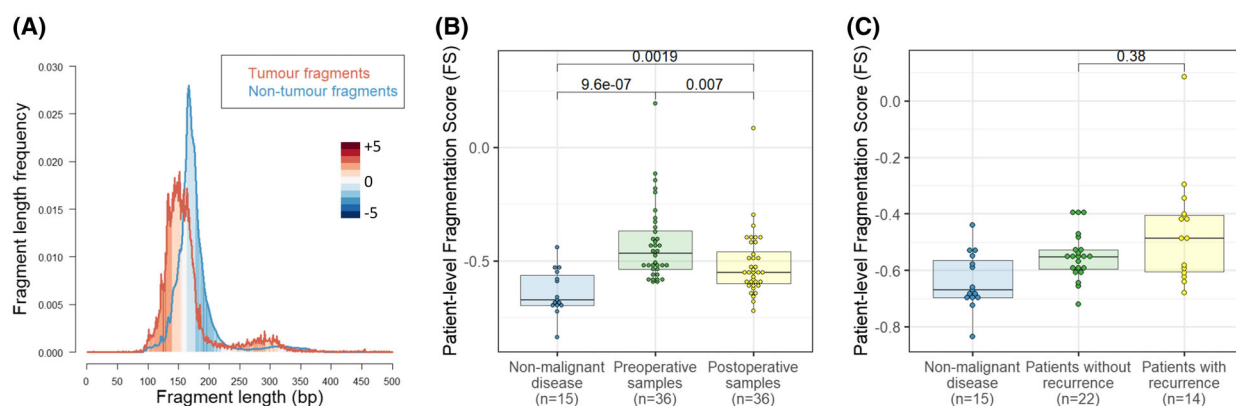 (A)
Fragment length frequency
0.030
0.025
0.020
0.015
0.010
0.005
0.000
Tumour fragments
Non-tumour fragments
+5
0
-5
0 50 100 150 200 250 300 350 400 450 500
Fragment length (bp)
(B)
Patient-level Fragmentation Score (FS)
0.0019
9.6e-07
0.007
0.0
-0.5
Non-malignant disease (n=15)
Preoperative samples (n=36)
Postoperative samples (n=36)
(C)
Patient-level Fragmentation Score (FS)
0.38
0.0
-0.2
-0.4
-0.6
-0.8
Non-malignant disease (n=15)
Patients without recurrence (n=22)
Patients with recurrence (n=14)